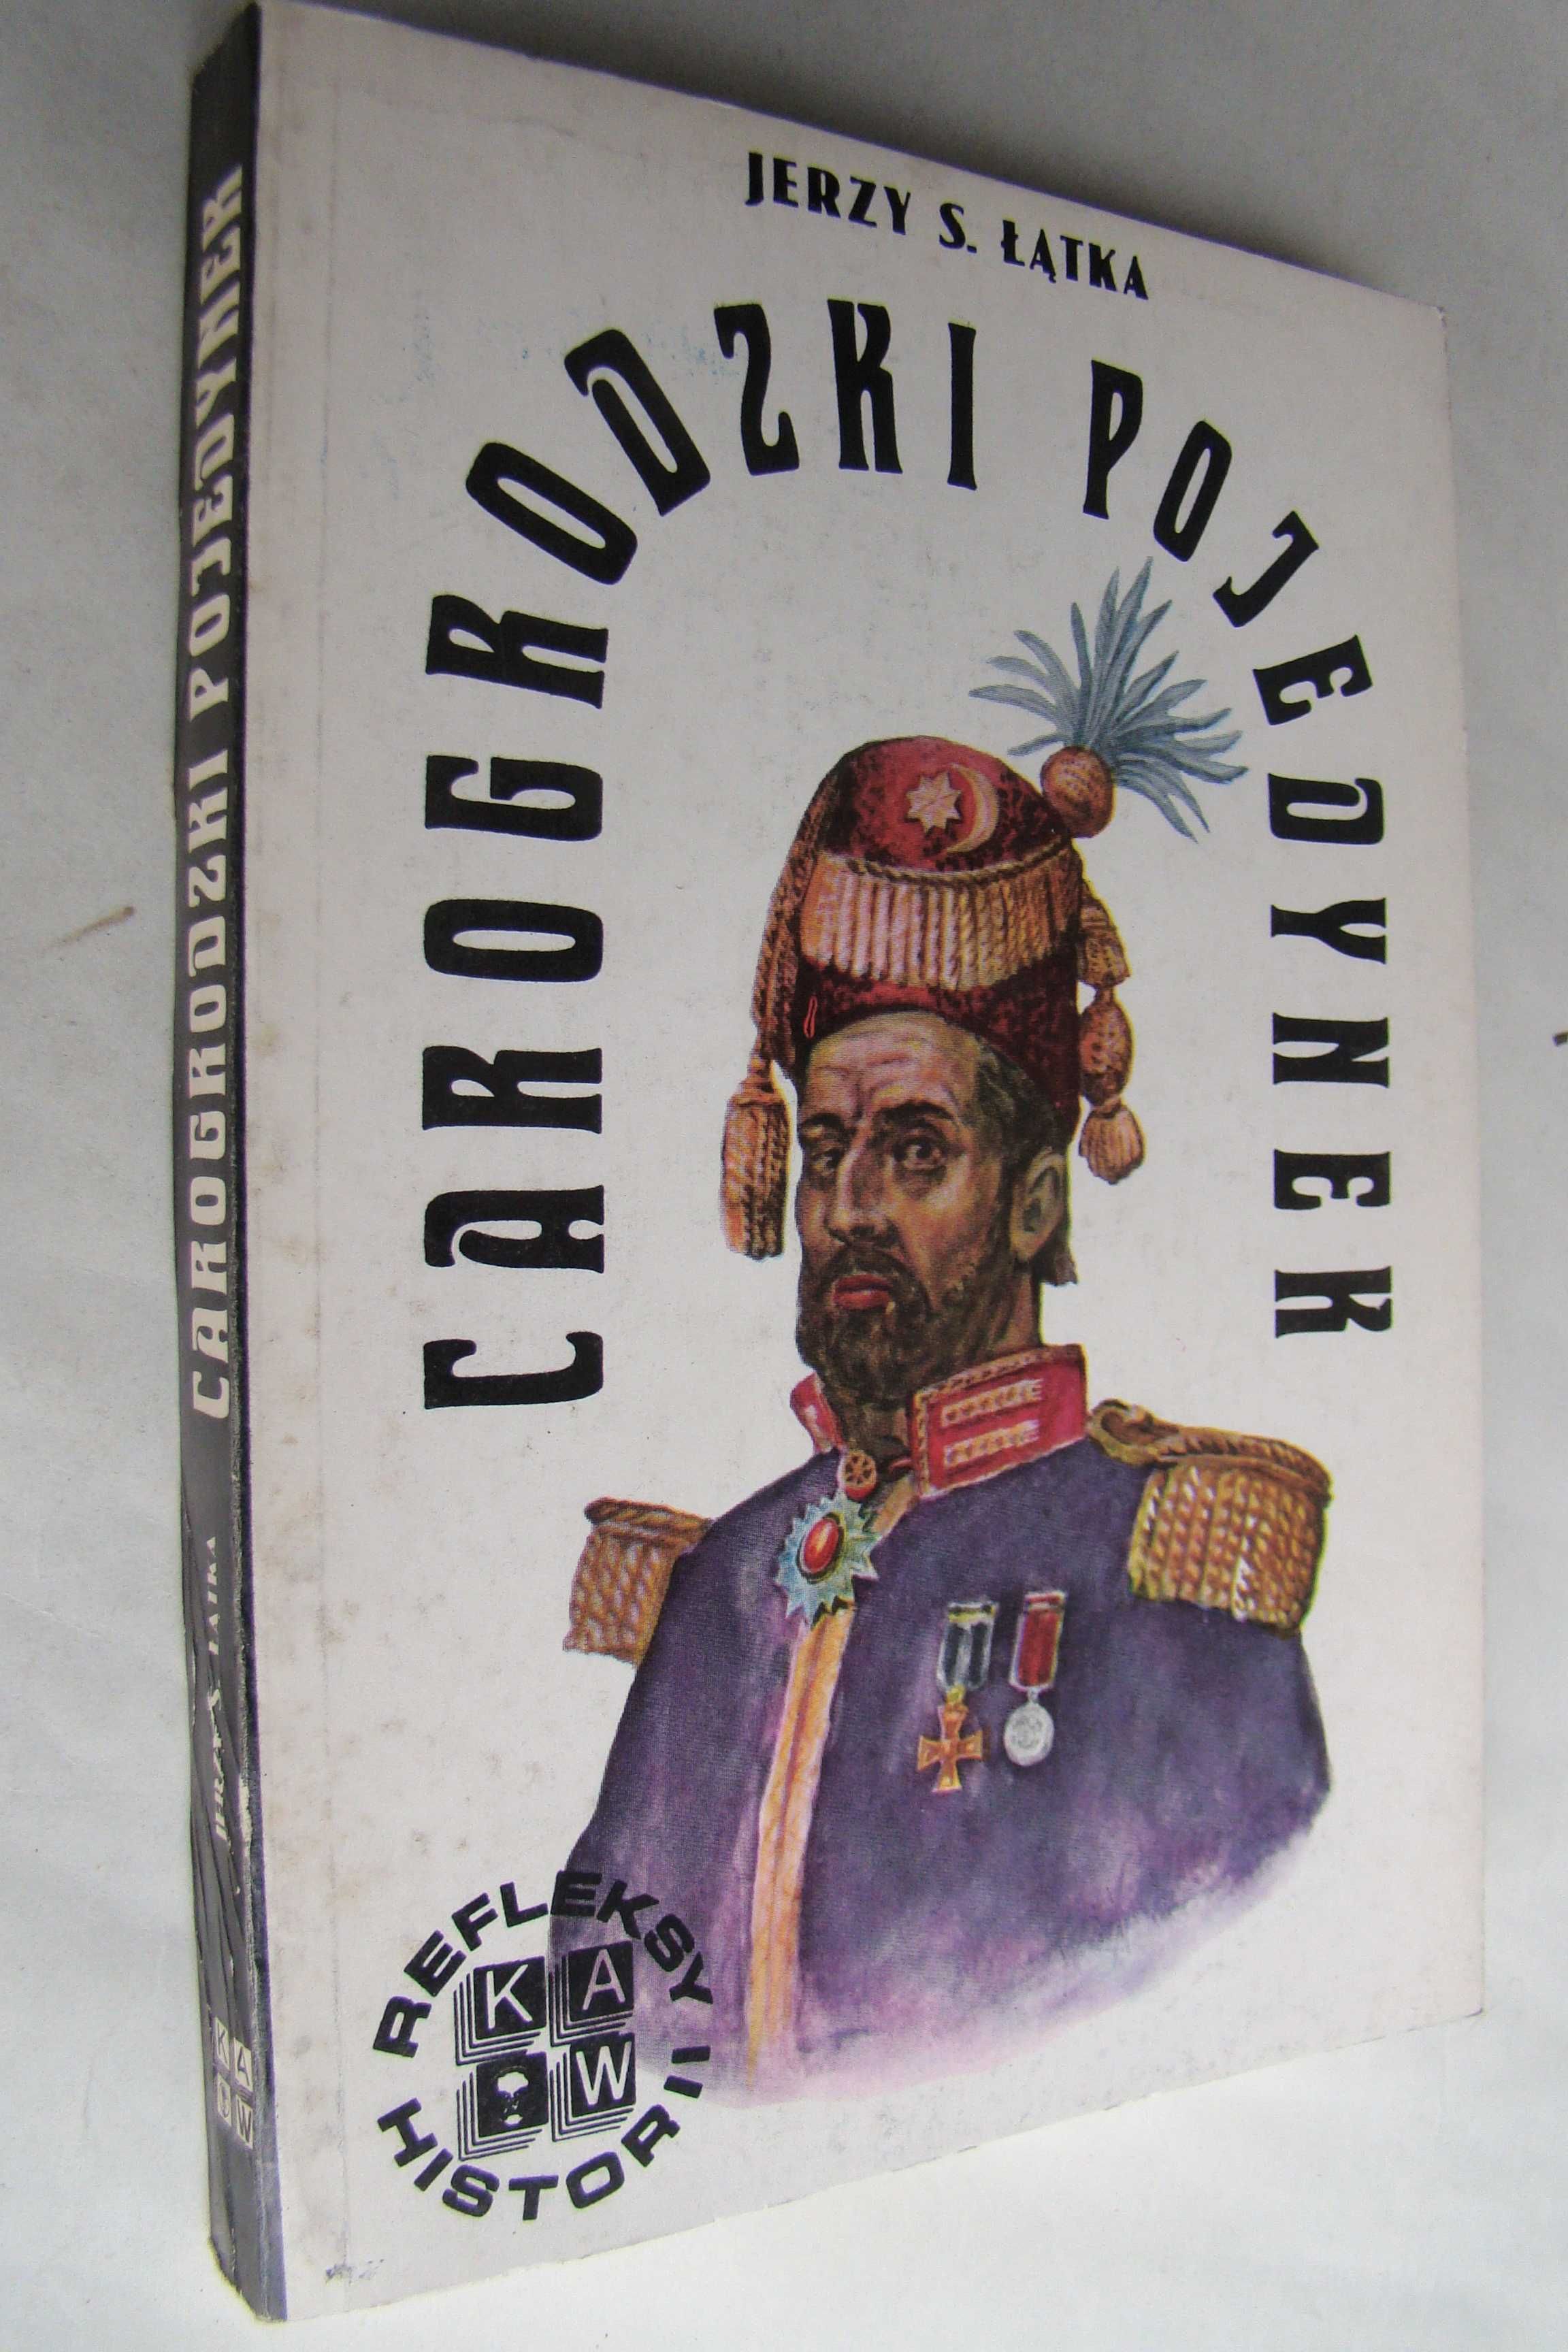 JERZY S. ŁĄTKA
CAROGRODZKI POJEDYNEK
REFLEKSY
KAW
HISTORII
CAROGRODZKI POJEDYNEK
JERZY S. ŁĄTKA
KAW